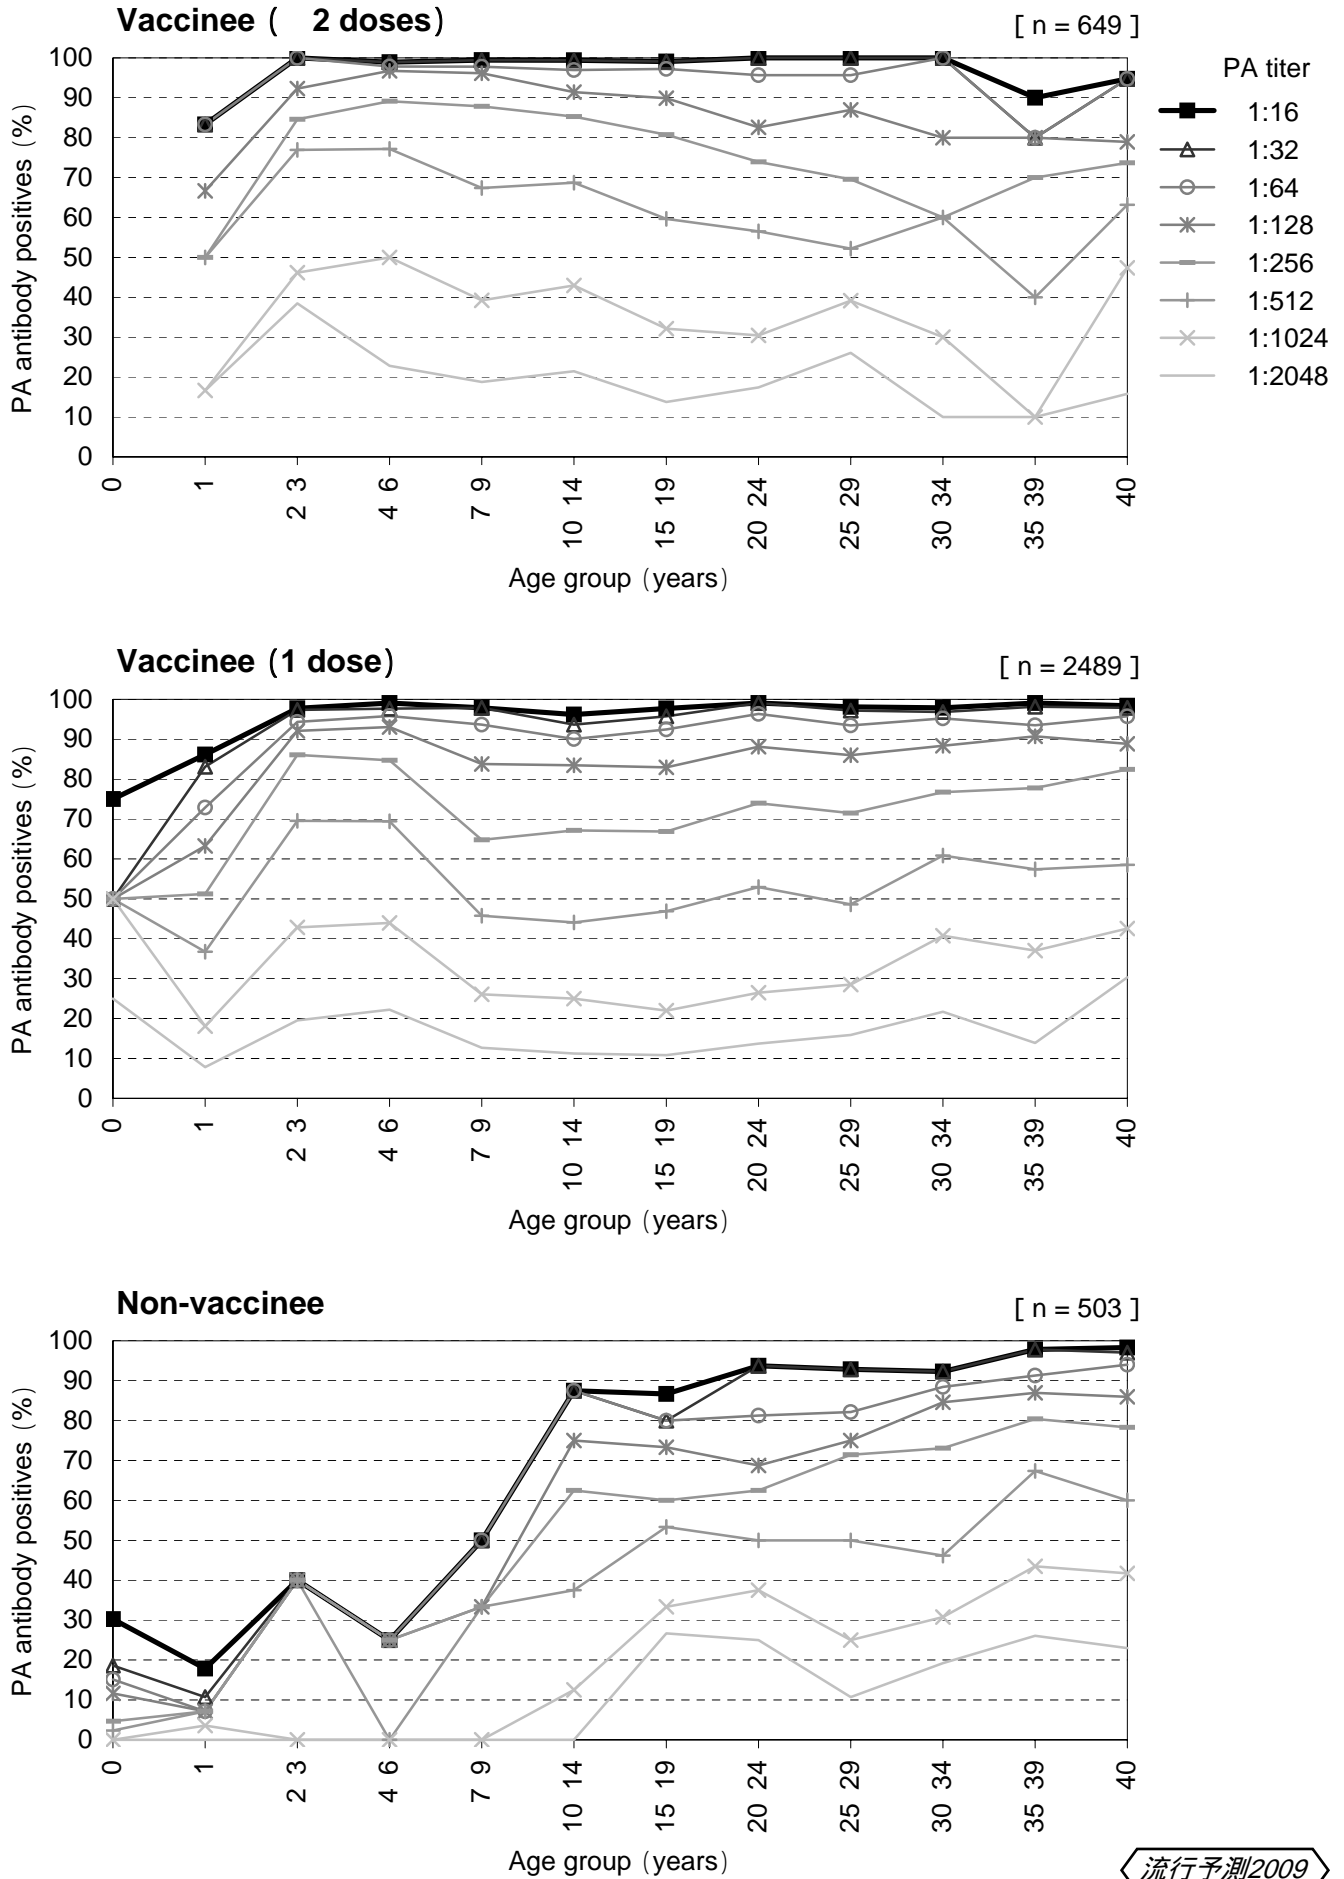 Vaccinee ( 2 doses)
[ n = 649 ]
PA antibody positives (%)
100
90
80
70
60
50
40
30
20
10
0
0 1 2 3 4 6 7 9 10 14 15 19 20 24 25 29 30 34 35 39 40
Age group (years)
PA titer
1:16
1:32
1:64
1:128
1:256
1:512
1:1024
1:2048
Vaccinee (1 dose)
[ n = 2489 ]
PA antibody positives (%)
100
90
80
70
60
50
40
30
20
10
0
0 1 2 3 4 6 7 9 10 14 15 19 20 24 25 29 30 34 35 39 40
Age group (years)
Non-vaccinee
[ n = 503 ]
PA antibody positives (%)
100
90
80
70
60
50
40
30
20
10
0
0 1 2 3 4 6 7 9 10 14 15 19 20 24 25 29 30 34 35 39 40
Age group (years)
流行予測2009